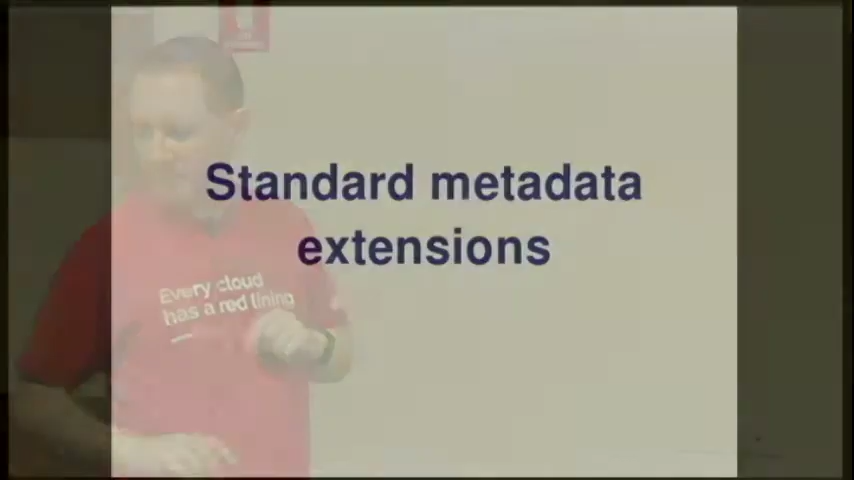 Standard metadata
extensions
Every cloud
has a red lining